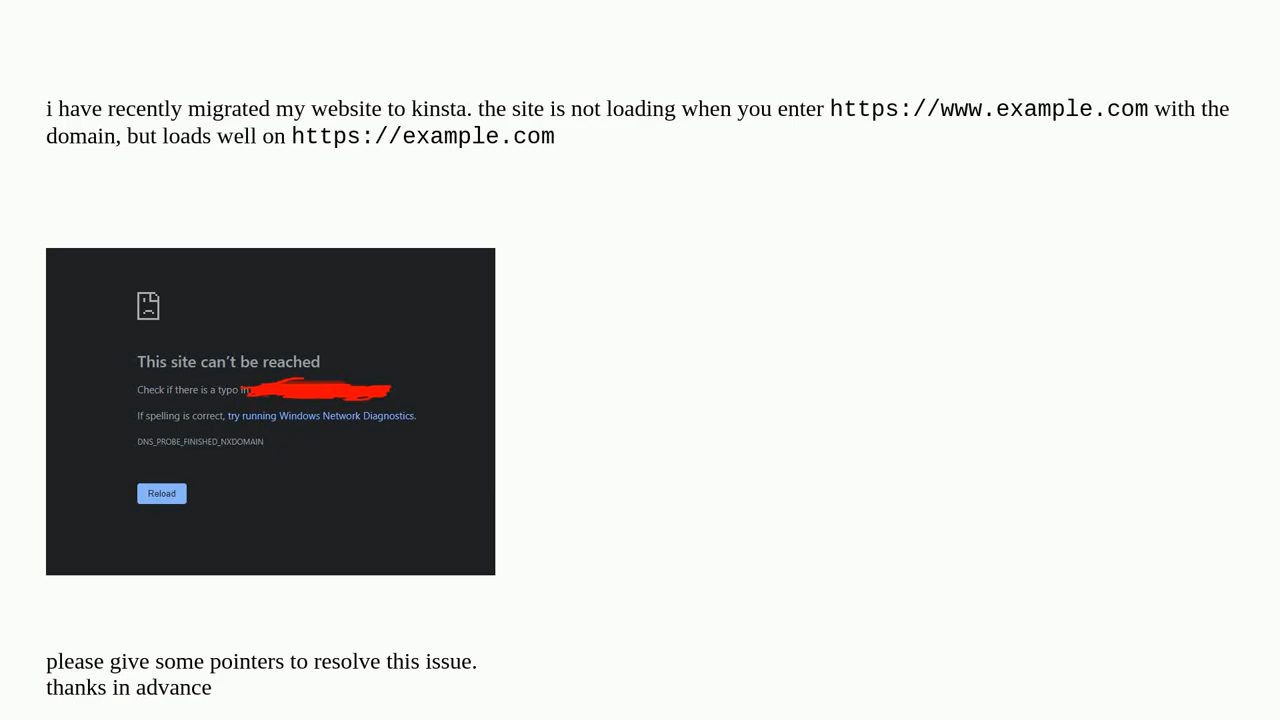 i have recently migrated my website to kinsta. the site is not loading when you enter https://www.example.com with the
domain, but loads well on https://example.com
This site can't be reached
Check if there is a typo in
If spelling is correct, try running Windows Network Diagnostics.
DNS_PROBE_FINISHED_NXDOMAIN
Reload
please give some pointers to resolve this issue.
thanks in advance